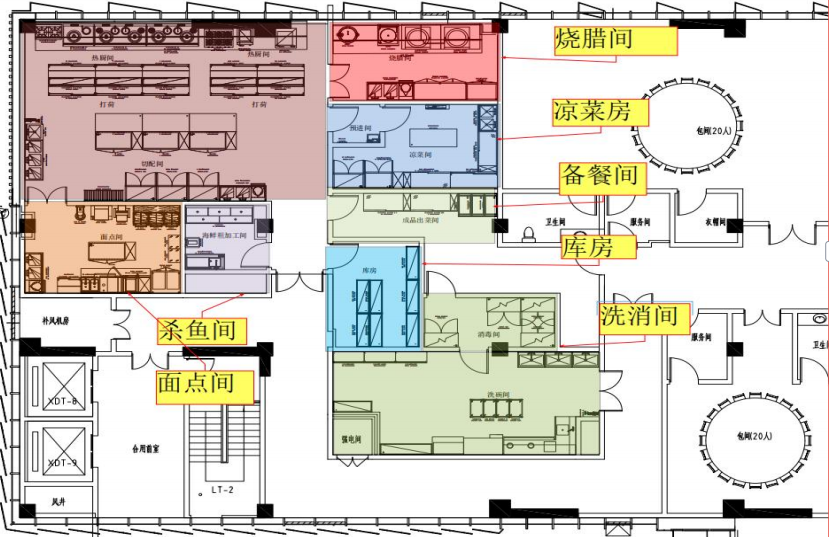 热厨间
热厨间
烧腊间
烧腊间
打荷
打荷
凉菜房
预进间
凉菜间
包间(20人)
切配间
备餐间
成品出菜间
面点间
海鲜粗加工间
卫生间
服务间
衣帽间
库房
库房
洗消间
补风机房
杀鱼间
消毒间
服务间
卫生
面点间
XDT-8
洗碗间
合用前室
强电间
包间(20人)
XDT-9
LT-2
风井